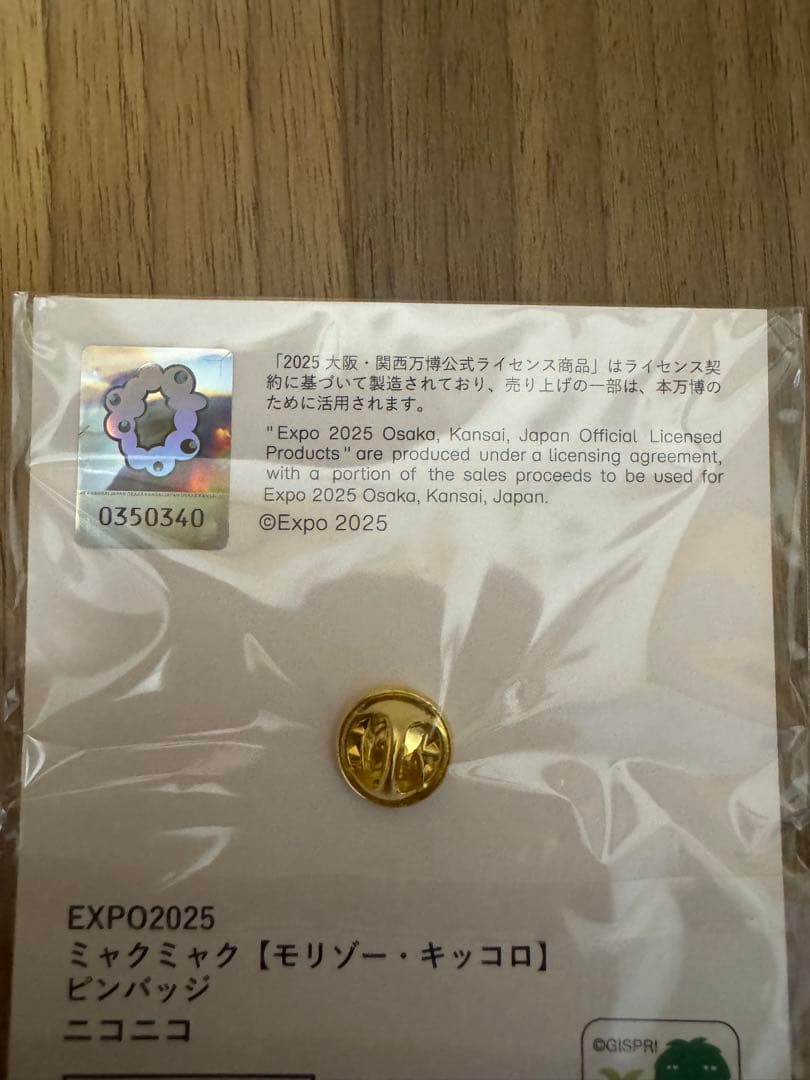 「2025 大阪・関西万博公式ライセンス商品」はライセンス契
約に基づいて製造されており、売り上げの一部は、本万博の
ために活用されます。
"Expo 2025 Osaka, Kansai, Japan Official Licensed
Products" are produced under a licensing agreement,
with a portion of the sales proceeds to be used for
Expo 2025 Osaka, Kansai, Japan.
©Expo 2025
0350340
EXPO2025
ミャクミャク【モリゾー・キッコロ】
ピンバッジ
ニコニコ
©GISPRI